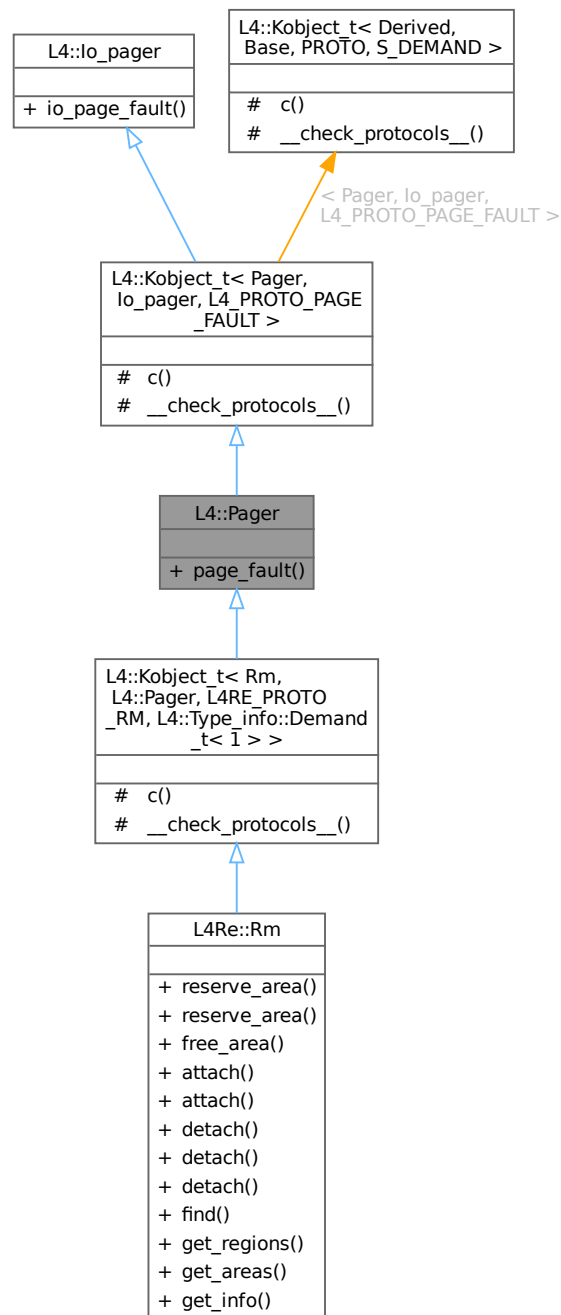 L4::Io_pager
+ io_page_fault()
L4::Kobject_t< Derived,
Base, PROTO, S_DEMAND >
# c()
# __check_protocols__()
< Pager, Io_pager,
L4_PROTO_PAGE_FAULT >
L4::Kobject_t< Pager,
Io_pager, L4_PROTO_PAGE
_FAULT >
# c()
# __check_protocols__()
L4::Pager
+ page_fault()
L4::Kobject_t< Rm,
L4::Pager, L4RE_PROTO
_RM, L4::Type_info::Demand
_t< 1 > >
# c()
# __check_protocols__()
L4Re::Rm
+ reserve_area()
+ reserve_area()
+ free_area()
+ attach()
+ attach()
+ detach()
+ detach()
+ detach()
+ find()
+ get_regions()
+ get_areas()
+ get_info()